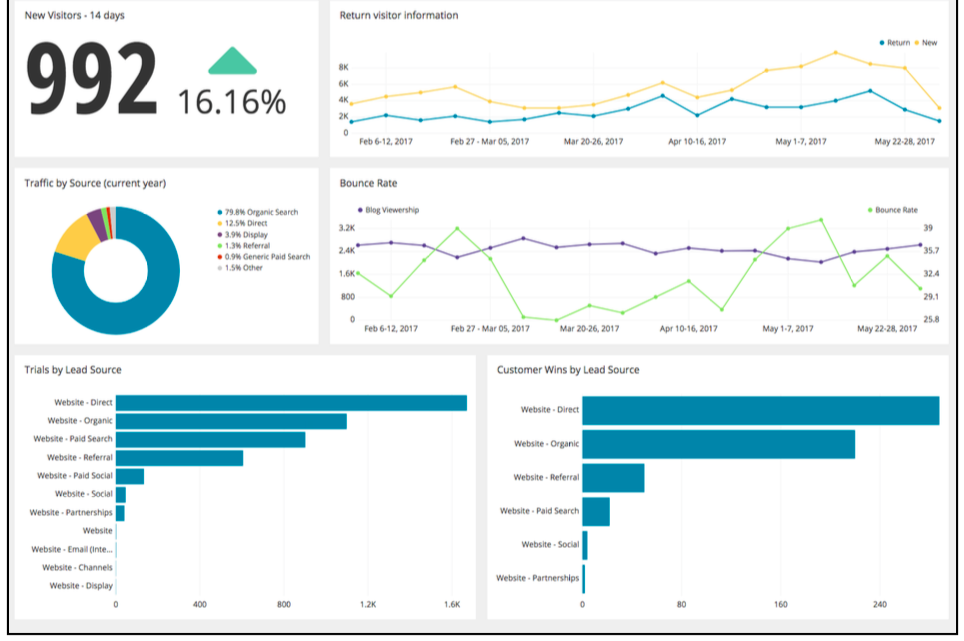 New Visitors - 14 days
992
16.16%
Return visitor information
Return New
8K
6K
4K
2K
0
Feb 6-12, 2017 Feb 27 - Mar 05, 2017 Mar 20-26, 2017 Apr 10-16, 2017 May 1-7, 2017 May 22-28, 2017
Traffic by Source (current year)
79.8% Organic Search
12.5% Direct
3.9% Display
1.3% Referral
0.9% Generic Paid Search
1.5% Other
Bounce Rate
Blog Viewership Bounce Rate
3.2K 39
2.4K 35.7
1.6K 32.4
800 29.1
0 25.8
Feb 6-12, 2017 Feb 27 - Mar 05, 2017 Mar 20-26, 2017 Apr 10-16, 2017 May 1-7, 2017 May 22-28, 2017
Trials by Lead Source
Website - Direct
Website - Organic
Website - Paid Search
Website - Referral
Website - Paid Social
Website - Social
Website - Partnerships
Website
Website - Email (Inte...
Website - Channels
Website - Display
0 400 800 1.2K 1.6K
Customer Wins by Lead Source
Website - Direct
Website - Organic
Website - Referral
Website - Paid Search
Website - Social
Website - Partnerships
0 80 160 240